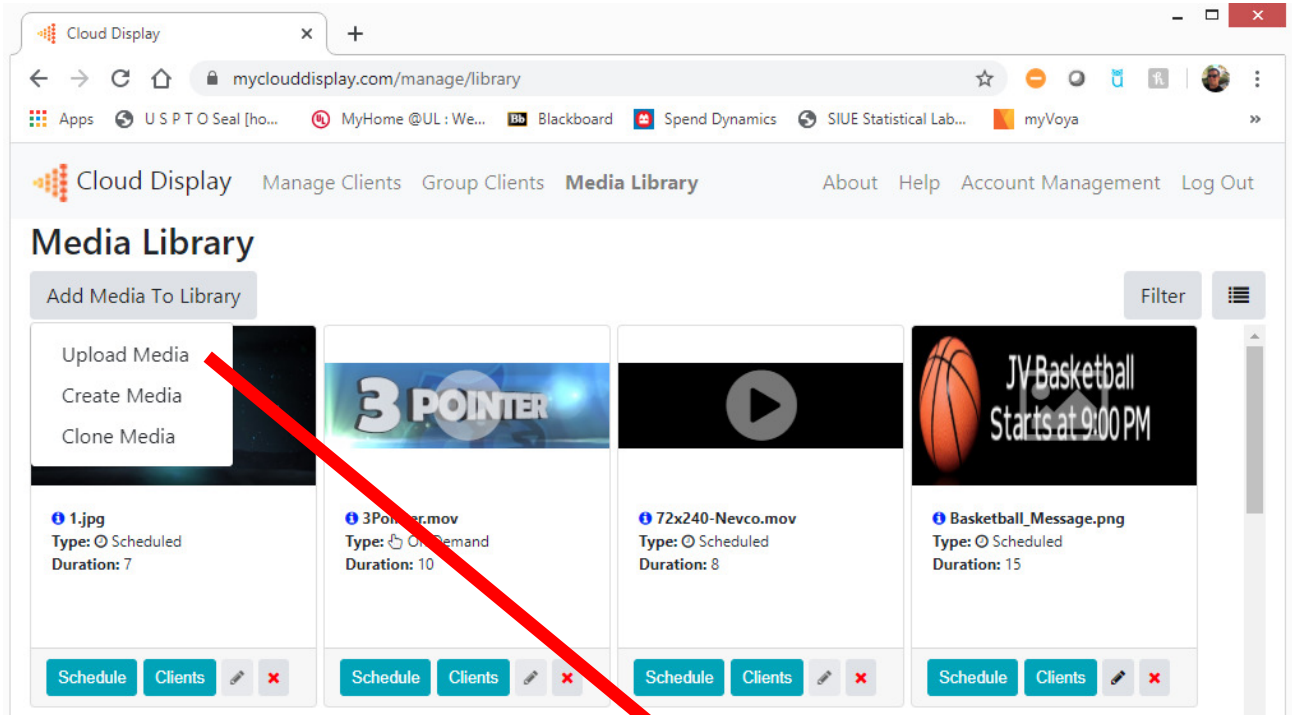 Cloud Display
myclouddisplay.com/manage/library
Apps U S P T O Seal [ho... MyHome @UL : We... Bb Blackboard Spend Dynamics SIUE Statistical Lab... myVoya »
Cloud Display Manage Clients Group Clients Media Library About Help Account Management Log Out
Media Library
Add Media To Library Filter
Upload Media
Create Media
Clone Media
3 POINTER
JV Basketball
Starts at 9:00 PM
1.jpg
Type: Scheduled
Duration: 7
3Pointer.mov
Type: On Demand
Duration: 10
72x240-Nevco.mov
Type: Scheduled
Duration: 8
Basketball_Message.png
Type: Scheduled
Duration: 15
Schedule Clients Schedule Clients Schedule Clients Schedule Clients